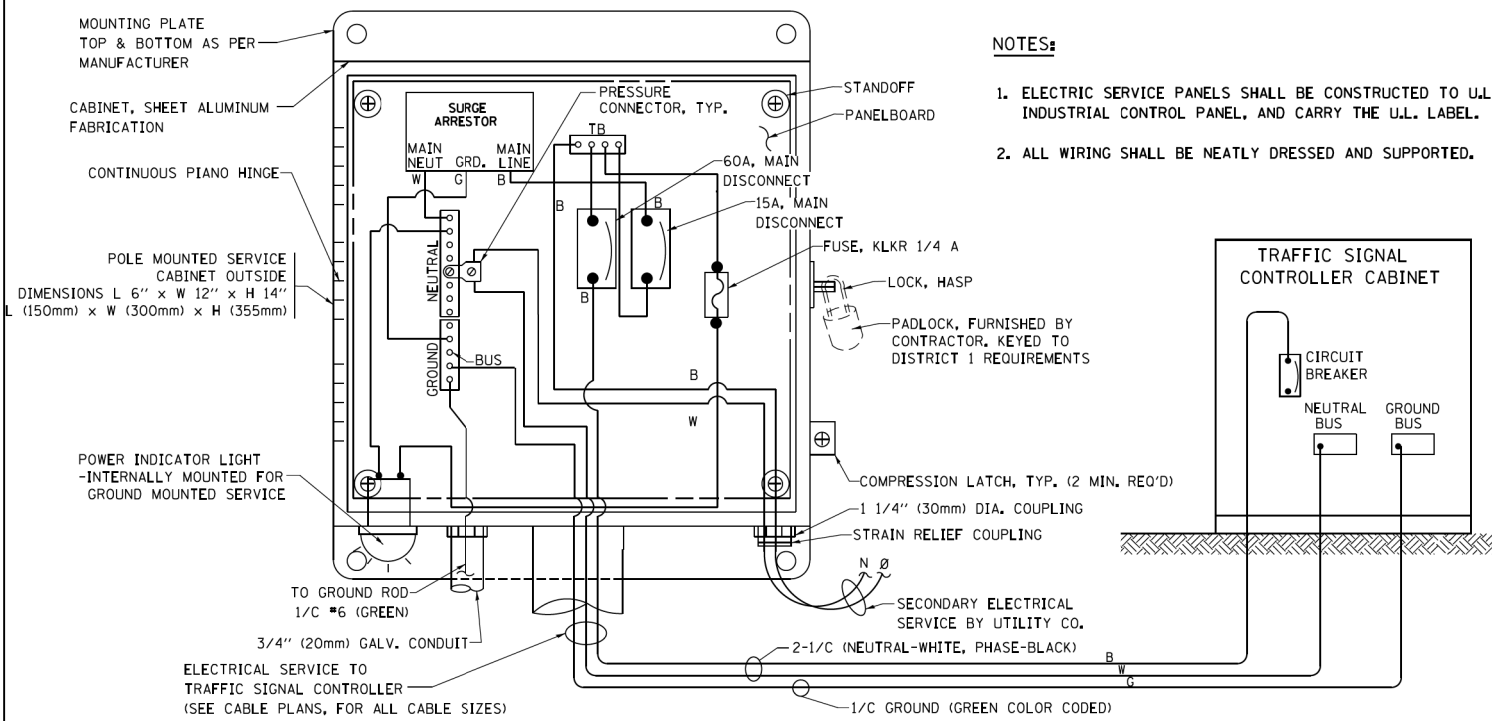 MOUNTING PLATE
TOP & BOTTOM AS PER
MANUFACTURER
CABINET, SHEET ALUMINUM
FABRICATION
CONTINUOUS PIANO HINGE
POLE MOUNTED SERVICE
CABINET OUTSIDE
DIMENSIONS L 6'' x W 12'' x H 14''
L (150mm) x W (300mm) x H (355mm)
POWER INDICATOR LIGHT
-INTERNALLY MOUNTED FOR
GROUND MOUNTED SERVICE
SURGE
ARRESTOR
MAIN
NEUT
GRD.
MAIN
LINE
W
G
B
PRESSURE
CONNECTOR, TYP.
TB
STANDOFF
PANELBOARD
60A, MAIN
DISCONNECT
15A, MAIN
DISCONNECT
B
B
B
NEUTRAL
GROUND
BUS
FUSE, KLKR 1/4 A
LOCK, HASP
PADLOCK, FURNISHED BY
CONTRACTOR. KEYED TO
DISTRICT 1 REQUIREMENTS
B
W
COMPRESSION LATCH, TYP. (2 MIN. REQ'D)
1 1/4'' (30mm) DIA. COUPLING
STRAIN RELIEF COUPLING
N Ø
SECONDARY ELECTRICAL
SERVICE BY UTILITY CO.
TO GROUND ROD
1/C #6 (GREEN)
3/4'' (20mm) GALV. CONDUIT
ELECTRICAL SERVICE TO
TRAFFIC SIGNAL CONTROLLER
(SEE CABLE PLANS, FOR ALL CABLE SIZES)
2-1/C (NEUTRAL-WHITE, PHASE-BLACK)
B
W
G
1/C GROUND (GREEN COLOR CODED)
NOTES:
1. ELECTRIC SERVICE PANELS SHALL BE CONSTRUCTED TO U.L
INDUSTRIAL CONTROL PANEL, AND CARRY THE U.L. LABEL.
2. ALL WIRING SHALL BE NEATLY DRESSED AND SUPPORTED.
TRAFFIC SIGNAL
CONTROLLER CABINET
CIRCUIT
BREAKER
NEUTRAL
BUS
GROUND
BUS